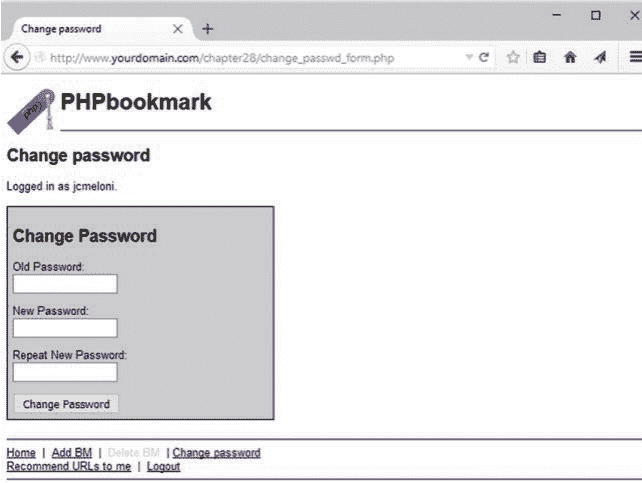 Change password
http://www.yourdomain.com/chapter28/change_passwd_form.php
php
PHPbookmark
Change password
Logged in as jcmeloni.
Change Password
Old Password:
New Password:
Repeat New Password:
Change Password
Home | Add BM | Delete BM | Change password
Recommend URLs to me | Logout